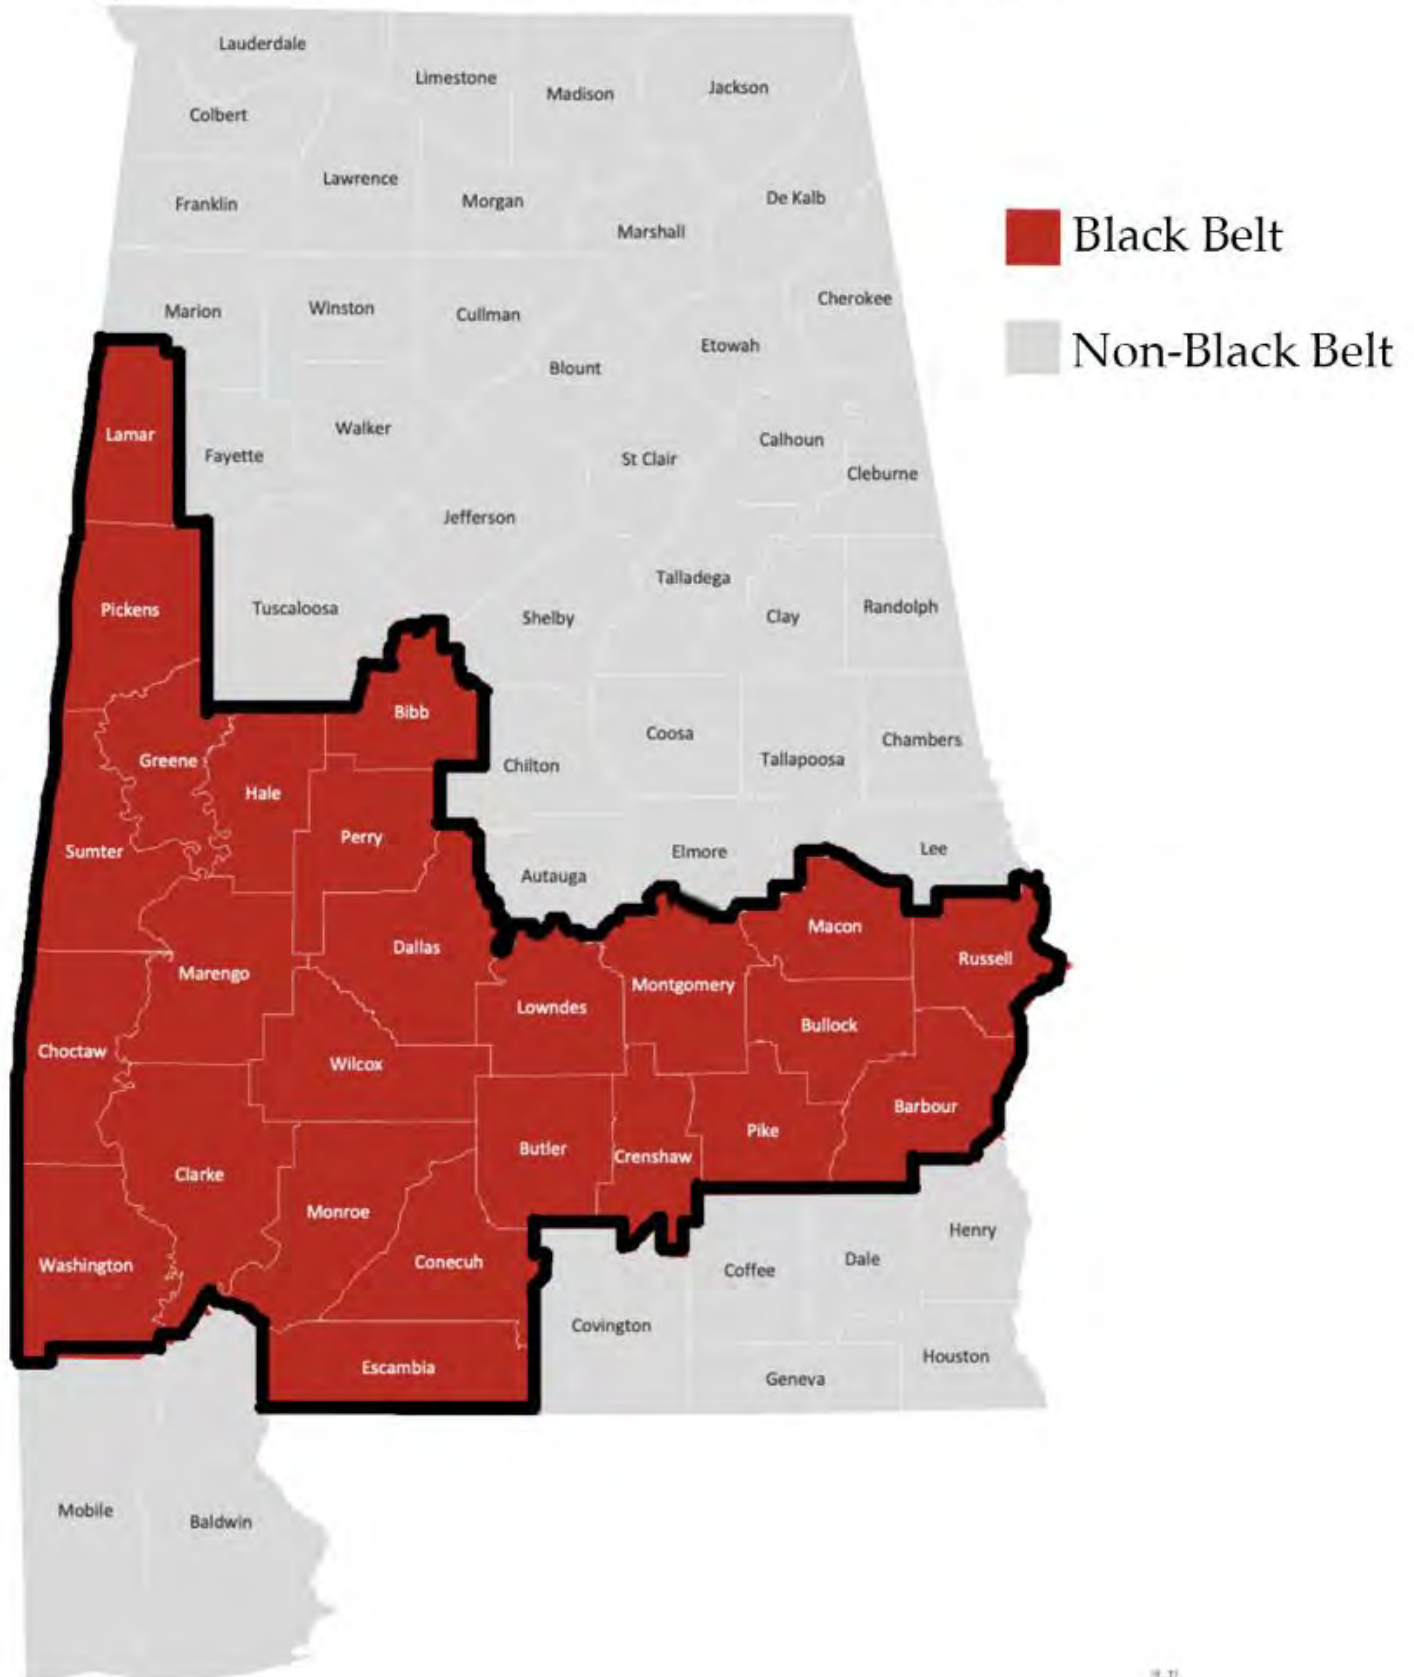 Lauderdale
Limestone
Madison
Jackson
Colbert
Lawrence
Franklin
Morgan
De Kalb
Marshall
Black Belt
Cherokee
Marion
Winston
Cullman
Etowah
Non-Black Belt
Blount
Lamar
Walker
Calhoun
Fayette
St Clair
Cleburne
Jefferson
Talladega
Pickens
Tuscaloosa
Shelby
Clay
Randolph
Bibb
Coosa
Chambers
Greene
Chilton
Tallapoosa
Hale
Perry
Sumter
Elmore
Lee
Autauga
Macon
Dallas
Russell
Marengo
Montgomery
Lowndes
Bullock
Choctaw
Wilcox
Barbour
Pike
Butler
Crenshaw
Clarke
Monroe
Henry
Washington
Conecuh
Coffee
Dale
Covington
Escambia
Houston
Geneva
Mobile
Baldwin